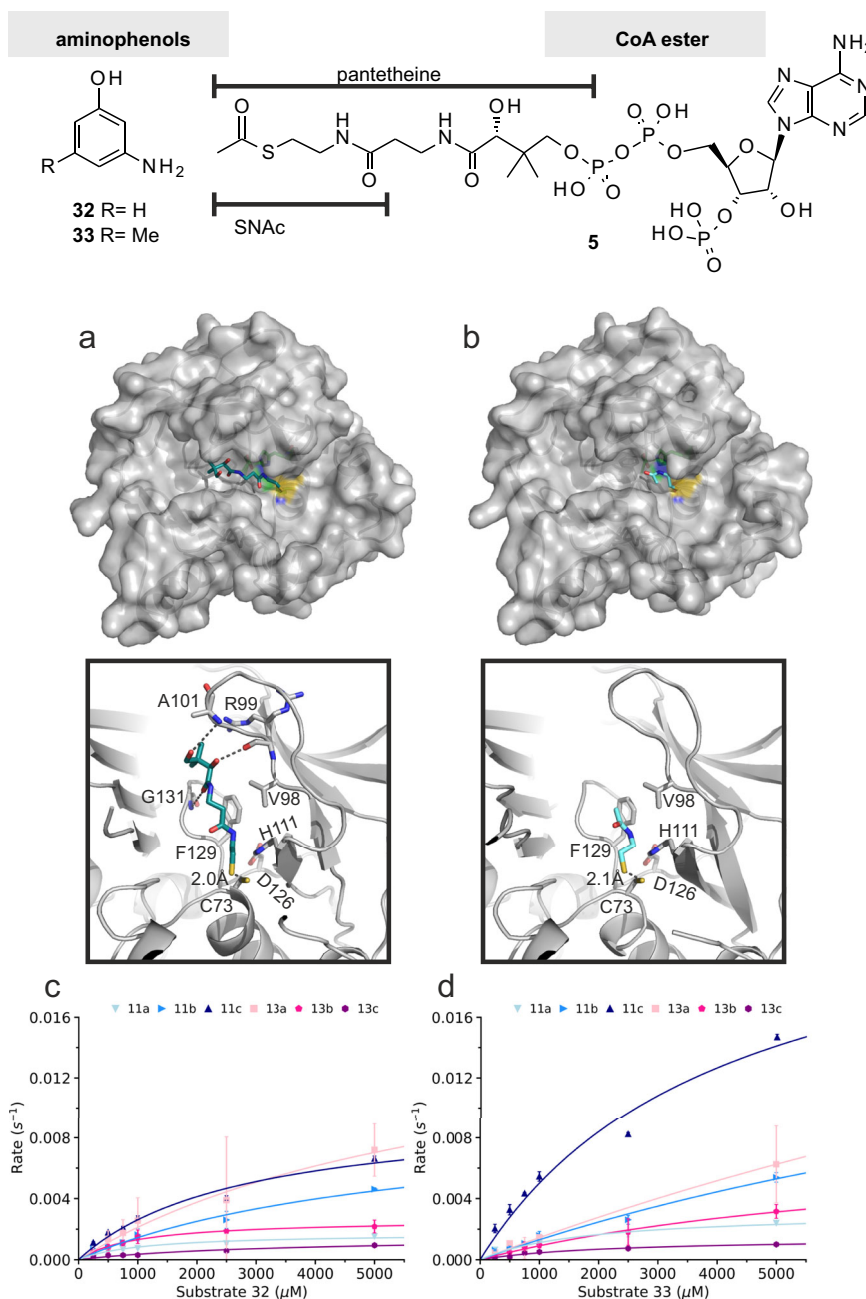 aminophenols
CoA ester
pantetheine
OH
R
NH₂
32 R= H
33 R= Me
O
S
H
N
O
H
N
OH
O
O
O
P
HO
O
O
P
O
OH
O
O
N
N
N
N
NH₂
O
OH
HO
HO
P
O
SNAc
5
a
b
A101
R99
G131
V98
F129
H111
2.0Å
D126
C73
V98
F129
H111
2.1Å
D126
C73
c
11a 11b 11c 13a 13b 13c
0.016
0.012
0.008
0.004
0.000
Rate (s⁻¹)
0 1000 2000 3000 4000 5000
Substrate 32 (μM)
d
11a 11b 11c 13a 13b 13c
0.016
0.012
0.008
0.004
0.000
Rate (s⁻¹)
0 1000 2000 3000 4000 5000
Substrate 33 (μM)